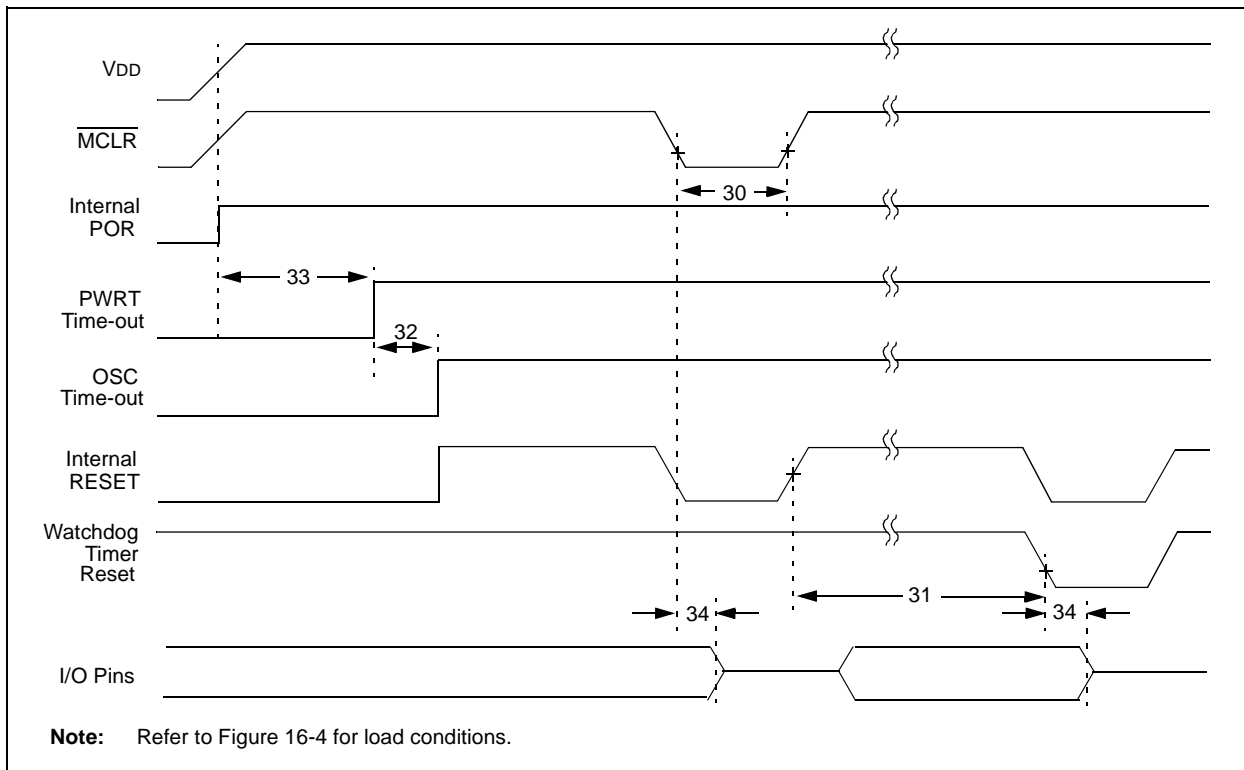 VDD
MCLR
30
Internal
POR
33
PWRT
Time-out
32
OSC
Time-out
Internal
RESET
Watchdog
Timer
Reset
31
34
34
I/O Pins
Note: Refer to Figure 16-4 for load conditions.